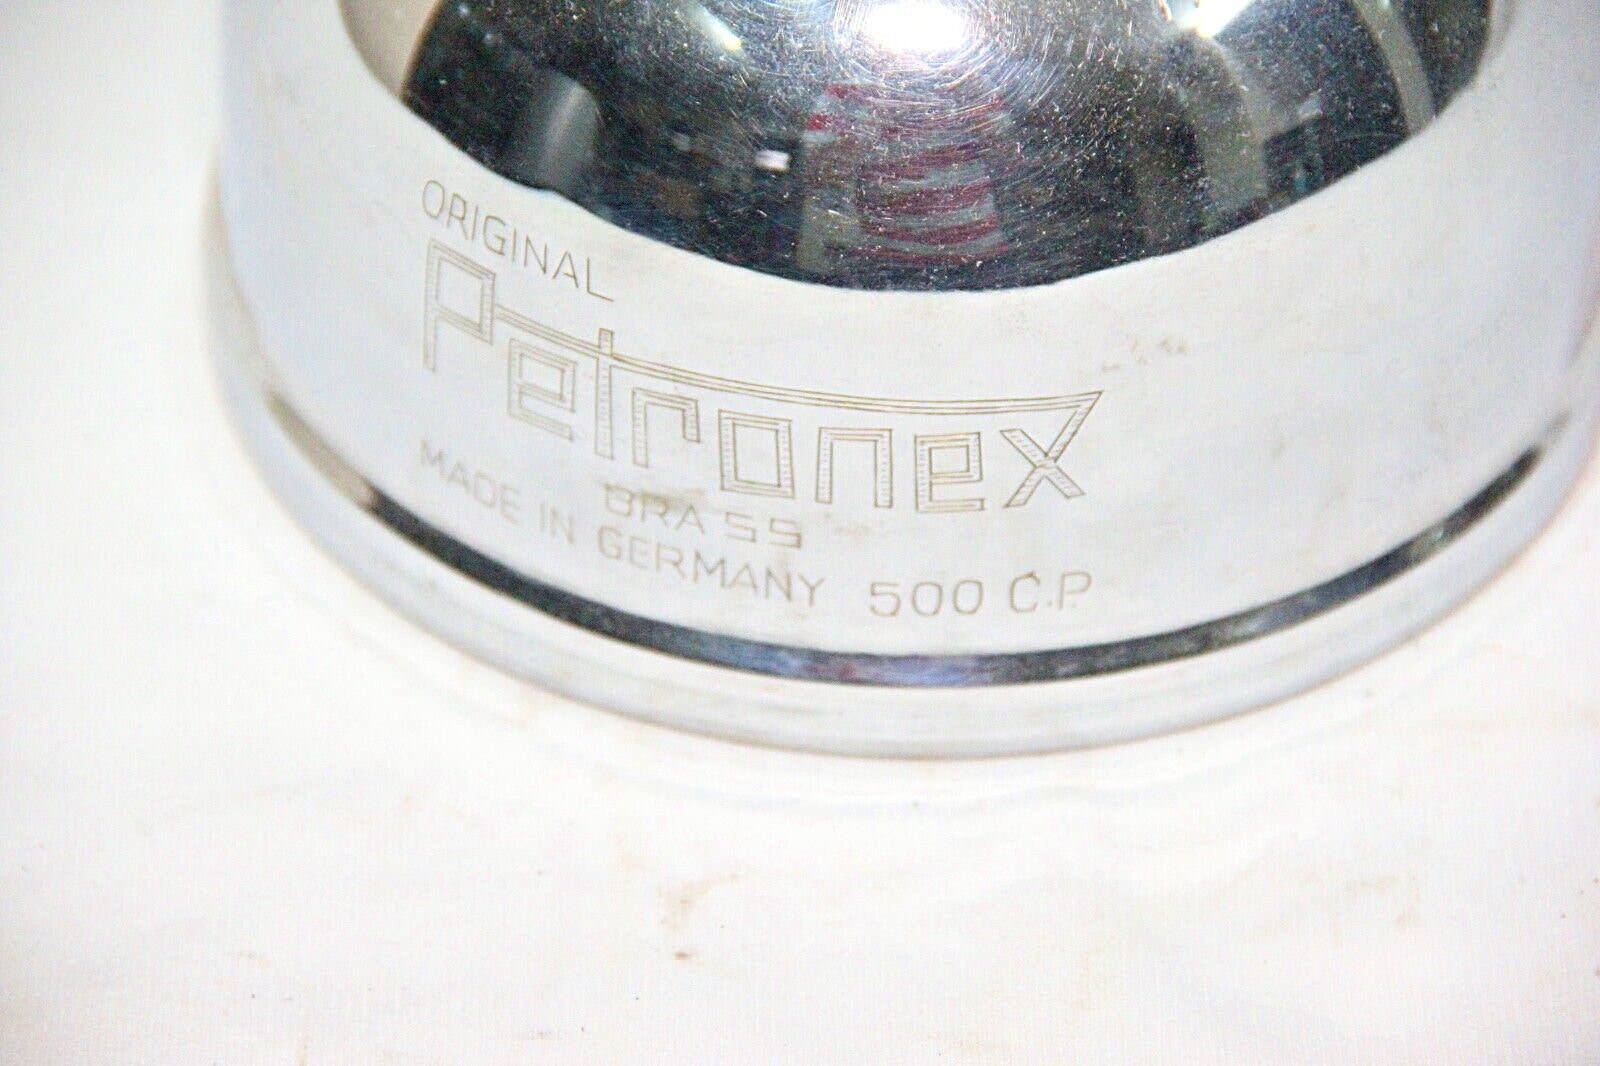 ORIGINAL
Petronex
BRASS
MADE IN GERMANY 500 C.P